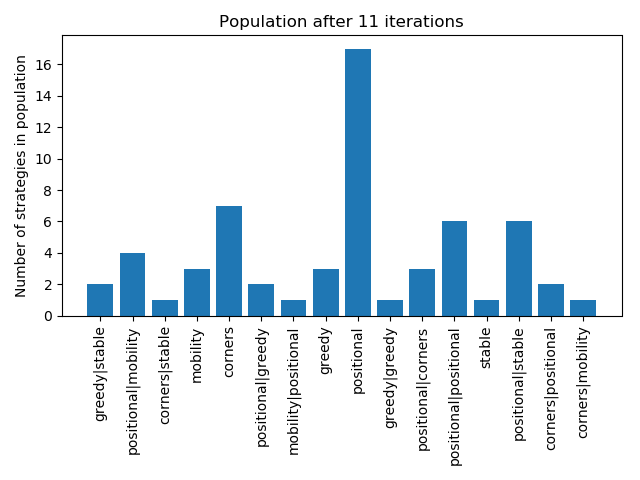 Population after 11 iterations
Number of strategies in population
16
14
12
10
8
6
4
2
0
greedy|stable
positional|mobility
corners|stable
mobility
corners
positional|greedy
mobility|positional
greedy
positional
greedy|greedy
positional|corners
positional|positional
stable
positional|stable
corners|positional
corners|mobility